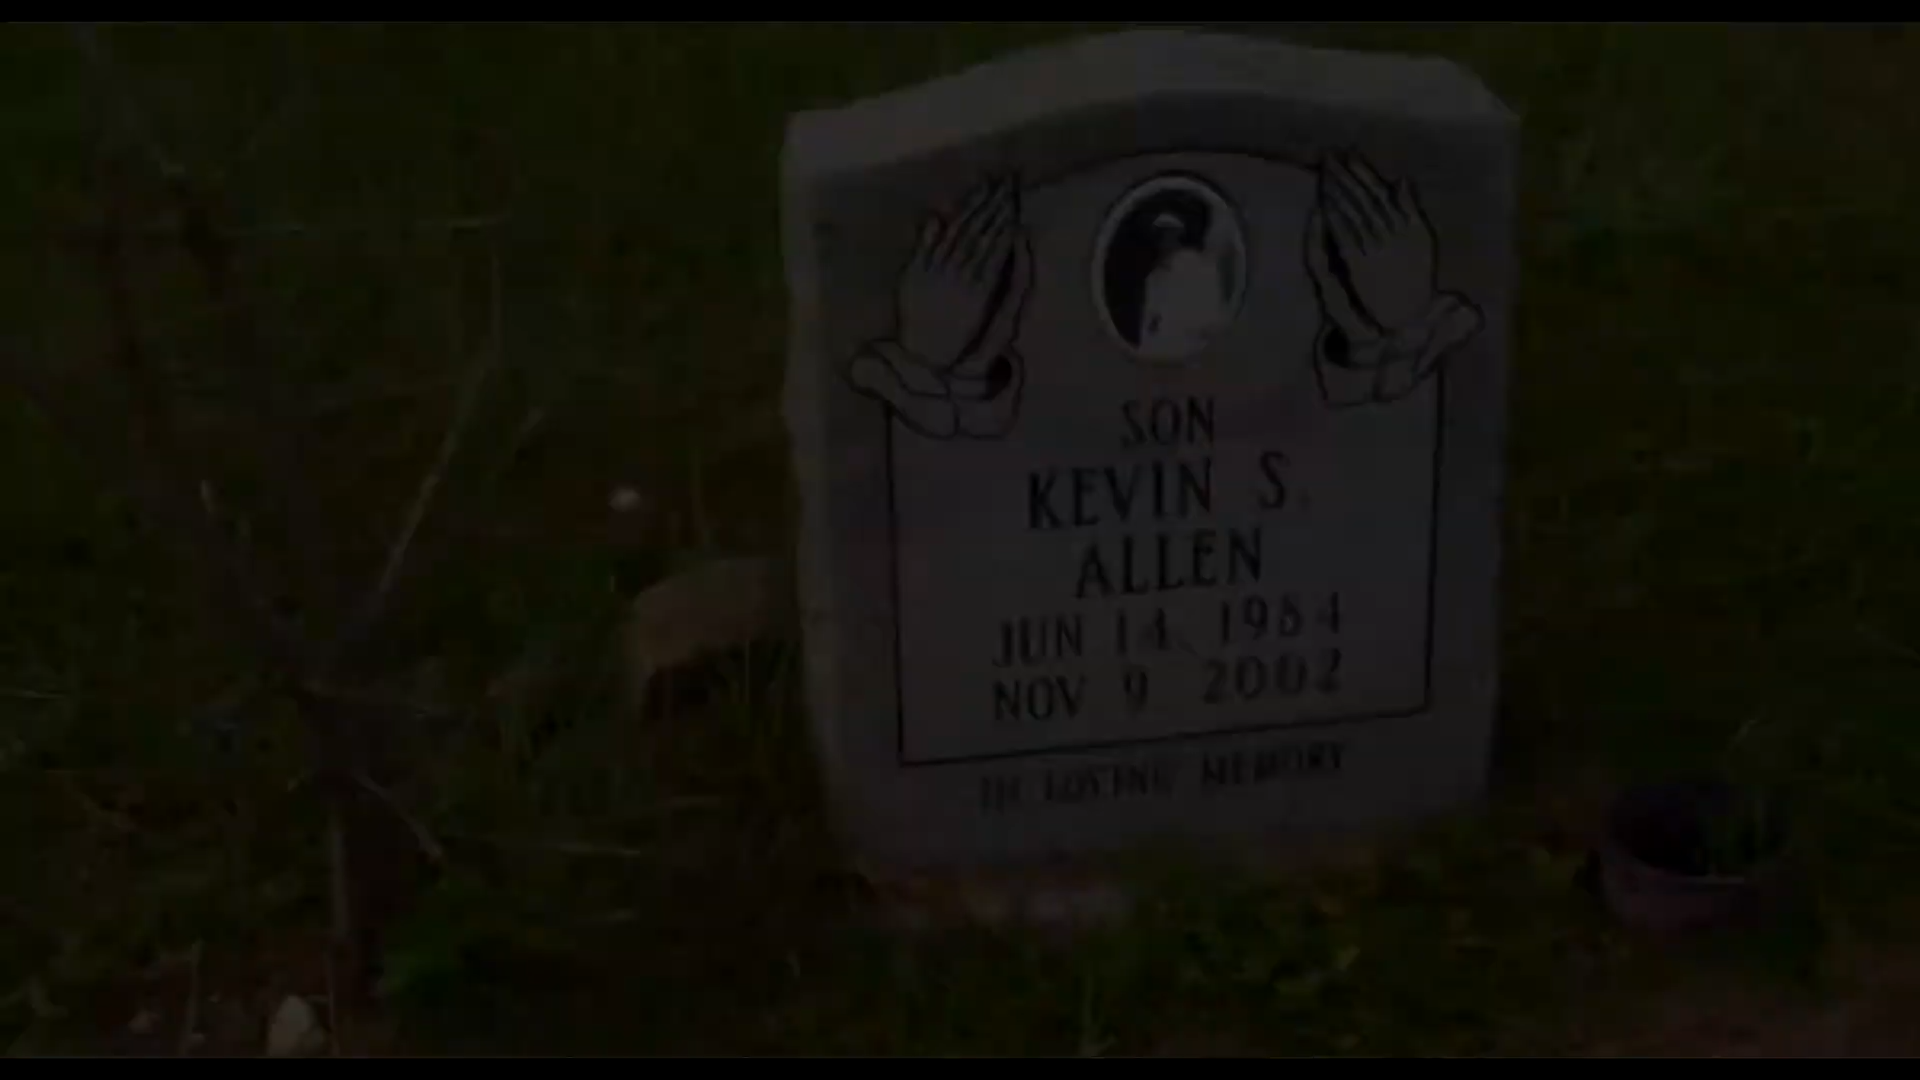 SON
KEVIN S.
ALLEN
JUN 14, 1984
NOV 9 2002
IN LOVING MEMORY